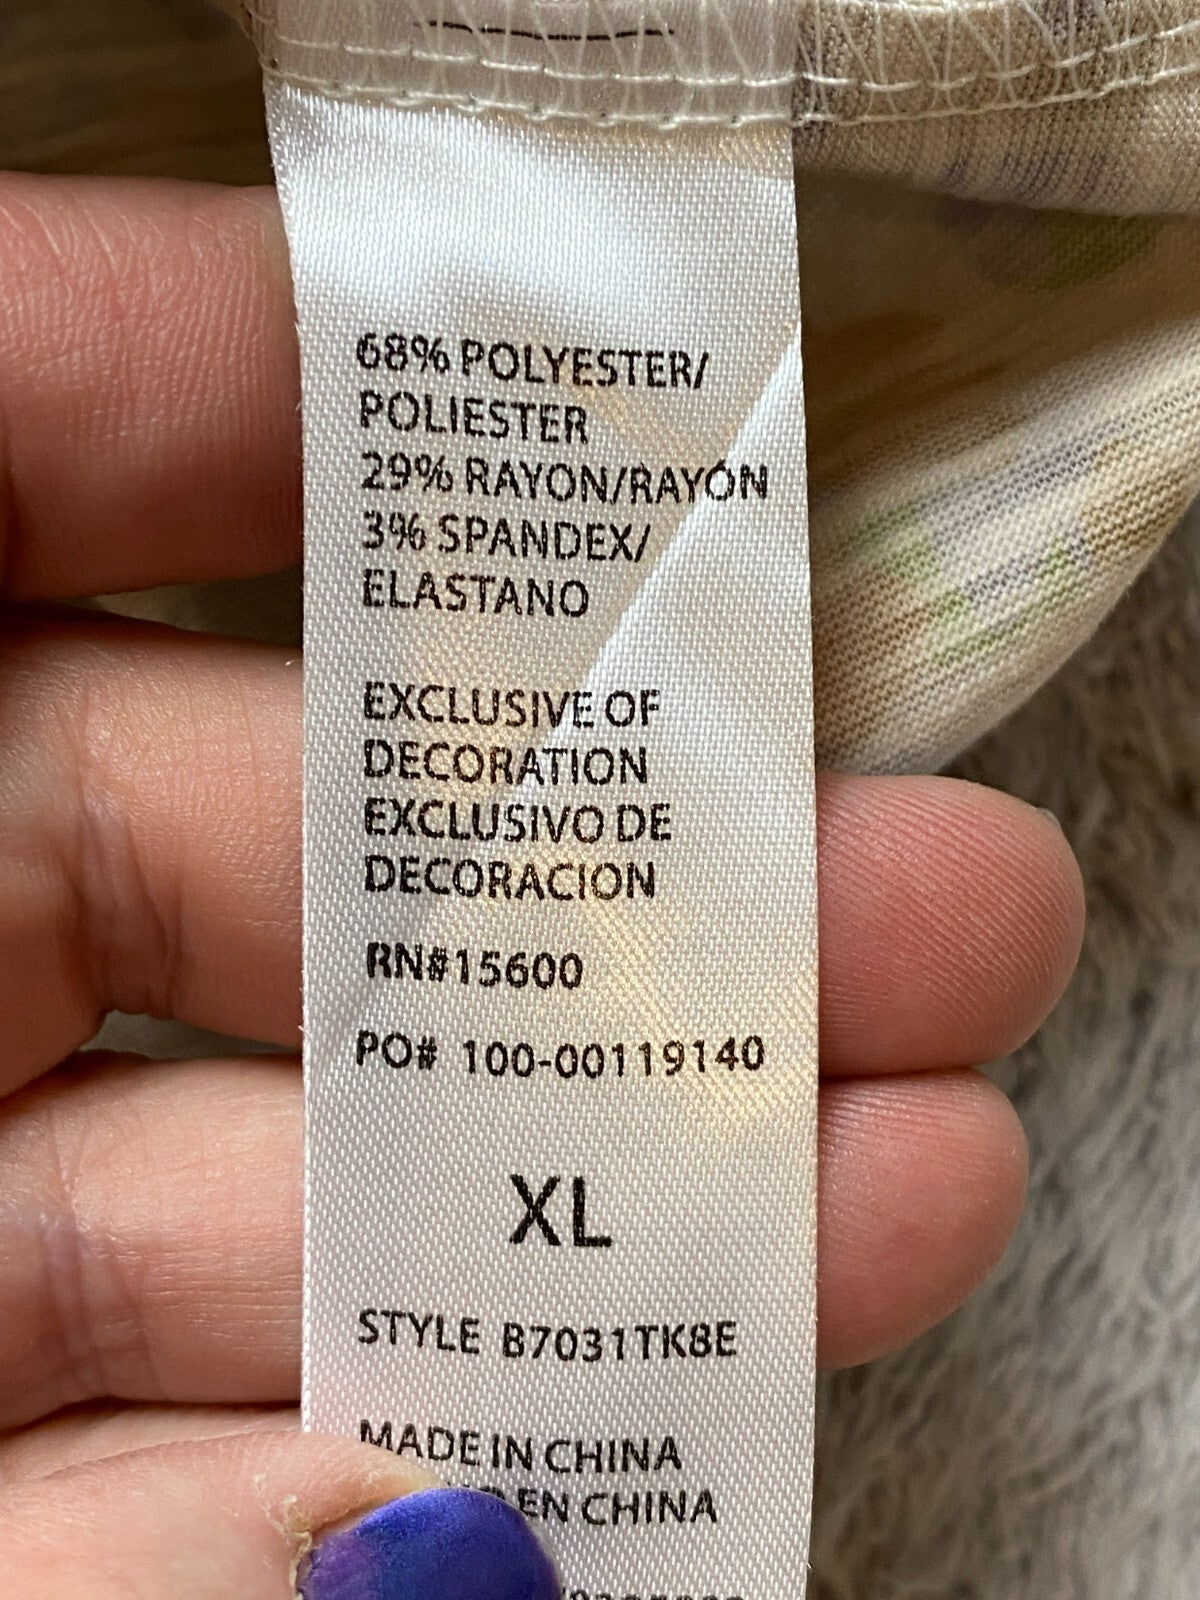 68% POLYESTER/
POLIESTER
29% RAYON/RAYÓN
3% SPANDEX/
ELASTANO
EXCLUSIVE OF
DECORATION
EXCLUSIVO DE
DECORACION
RN#15600
PO# 100-00119140
XL
STYLE B7031TK8E
MADE IN CHINA
EN CHINA